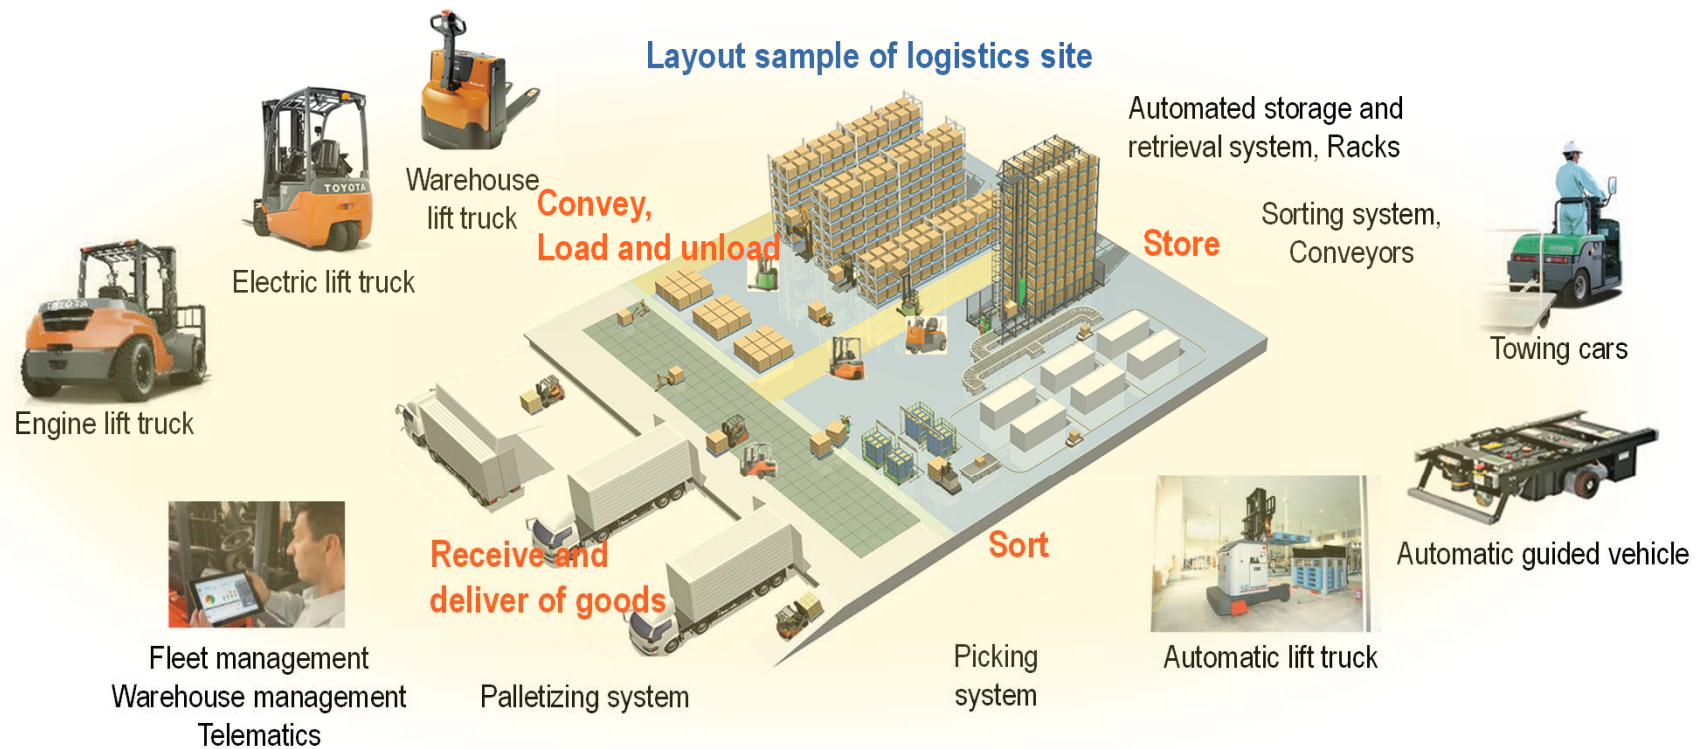 Layout sample of logistics site
Warehouse
lift truck
Convey,
Load and unload
Automated storage and
retrieval system, Racks
Store
Sorting system,
Conveyors
TOYOTA
Electric lift truck
TOYOTA
Engine lift truck
Towing cars
Automatic guided vehicle
Sort
Receive and
deliver of goods
Automatic lift truck
Picking
system
Palletizing system
Fleet management
Warehouse management
Telematics